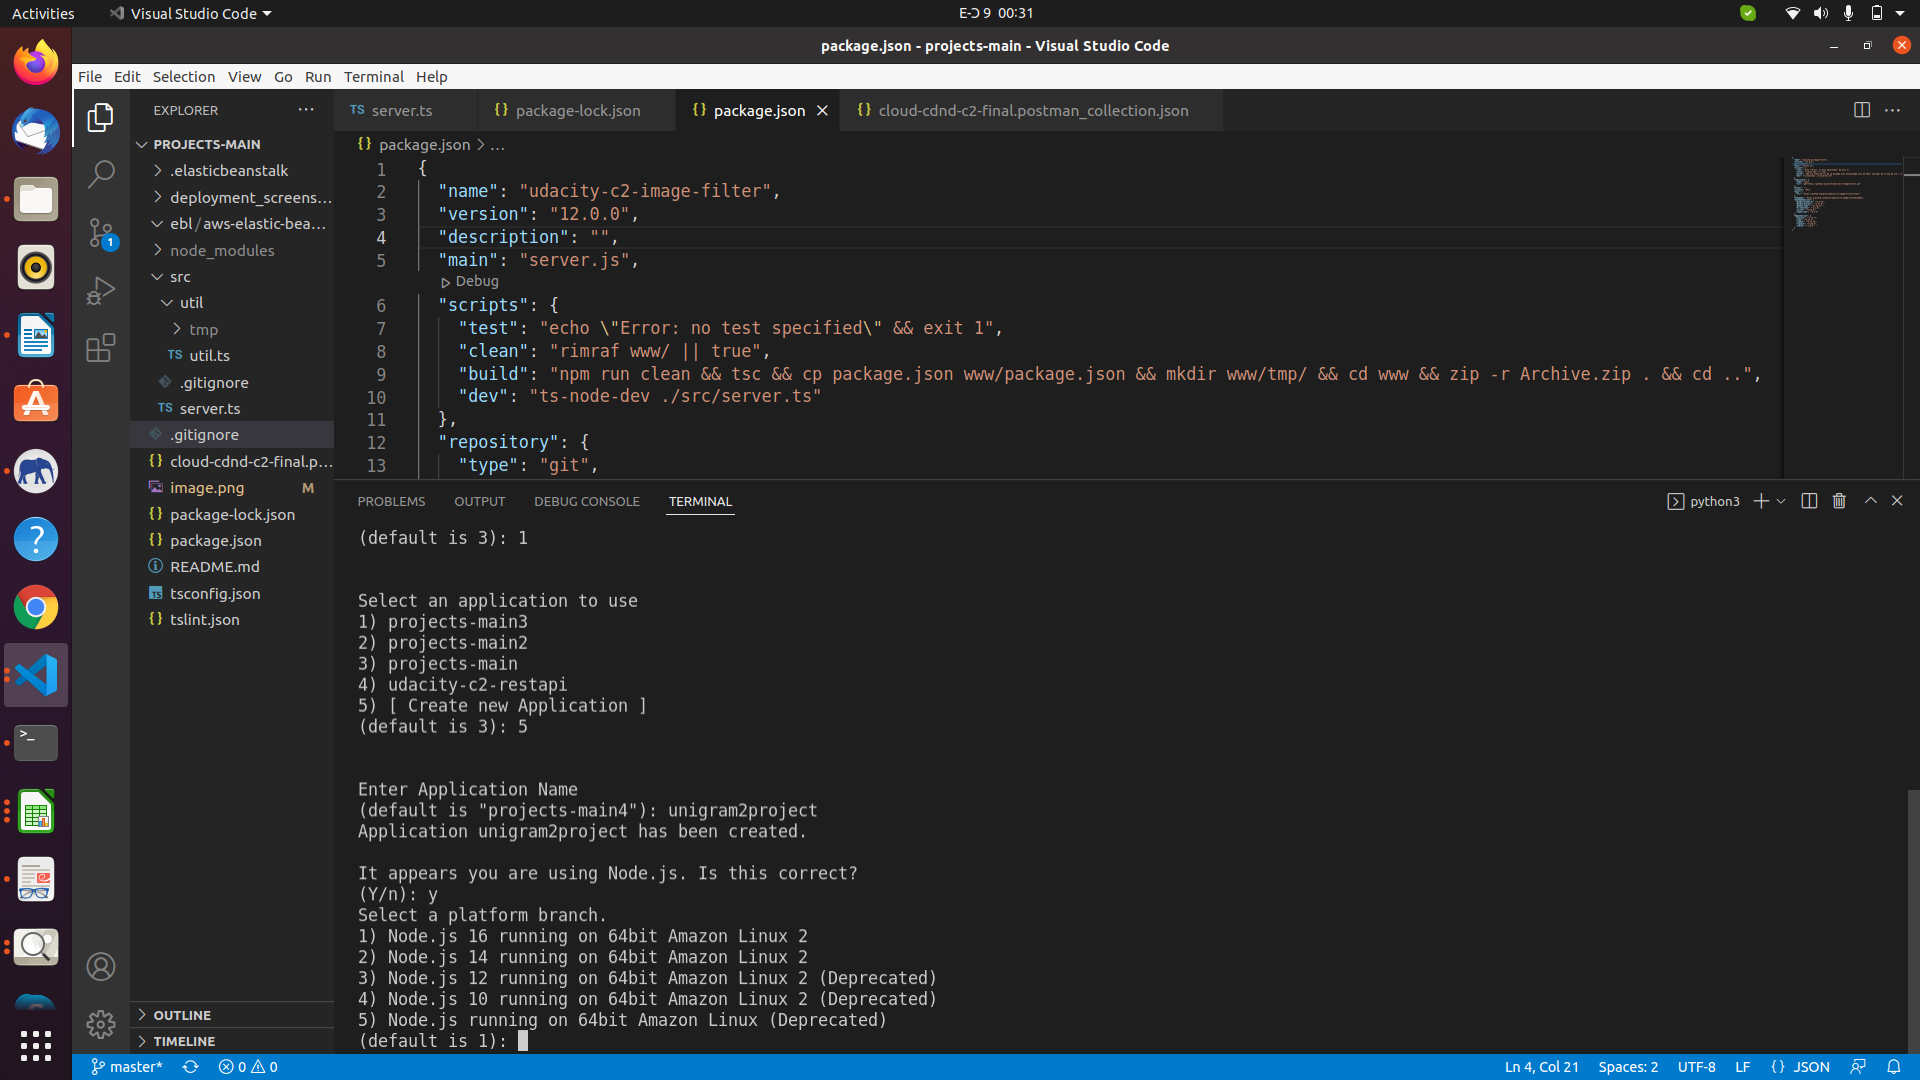 Activities
Visual Studio Code
00:31
package.json - projects-main - Visual Studio Code
File Edit Selection View Go Run Terminal Help
EXPLORER
PROJECTS-MAIN
.elasticbeanstalk
deployment_screens...
ebl/aws-elastic-bea...
node_modules
src
util
tmp
TS util.ts
.gitignore
TS server.ts
.gitignore
{} cloud-cdnd-c2-final.p...
image.png M
{} package-lock.json
{} package.json
README.md
TS tsconfig.json
{} tslint.json
OUTLINE
TIMELINE
1
TS server.ts
{} package-lock.json
{} package.json
{} cloud-cdnd-c2-final.postman_collection.json
{} package.json > ...
1 {
2 "name": "udacity-c2-image-filter",
3 "version": "12.0.0",
4 "description": "",
5 "main": "server.js",
Debug
6 "scripts": {
7 "test": "echo \"Error: no test specified\" && exit 1",
8 "clean": "rimraf www/ || true",
9 "build": "npm run clean && tsc && cp package.json www/package.json && mkdir www/tmp/ && cd www && zip -r Archive.zip . && cd ..",
10 "dev": "ts-node-dev ./src/server.ts"
11 },
12 "repository": {
13 "type": "git",
PROBLEMS OUTPUT DEBUG CONSOLE TERMINAL
python3
(default is 3): 1
Select an application to use
1) projects-main3
2) projects-main2
3) projects-main
4) udacity-c2-restapi
5) [ Create new Application ]
(default is 3): 5
Enter Application Name
(default is "projects-main4"): unigram2project
Application unigram2project has been created.
It appears you are using Node.js. Is this correct?
(Y/n): y
Select a platform branch.
1) Node.js 16 running on 64bit Amazon Linux 2
2) Node.js 14 running on 64bit Amazon Linux 2
3) Node.js 12 running on 64bit Amazon Linux 2 (Deprecated)
4) Node.js 10 running on 64bit Amazon Linux 2 (Deprecated)
5) Node.js running on 64bit Amazon Linux (Deprecated)
(default is 1):
master* 0 0
Ln 4, Col 21 Spaces: 2 UTF-8 LF {} JSON